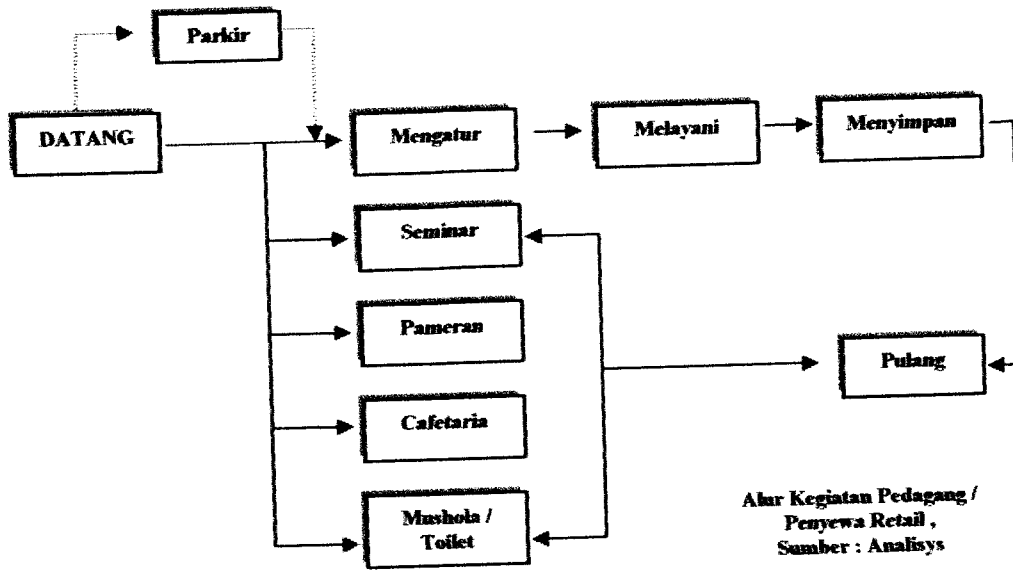 Parkir
DATANG
Mengatur
Melayani
Menyimpan
Seminar
Pameran
Pulang
Cafetaria
Mushola /
Toilet
Alur Kegiatan Pedagang /
Penyewa Retail ,
Sumber : Analisys